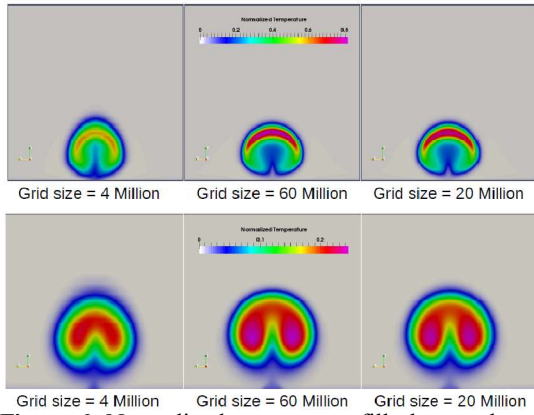 Normalized Temperature
0 0.2 0.4 0.6 0.8
Grid size = 4 Million Grid size = 60 Million Grid size = 20 Million
Normalized Temperature
0 0.1 0.2
Grid size = 4 Million Grid size = 60 Million Grid size = 20 Million